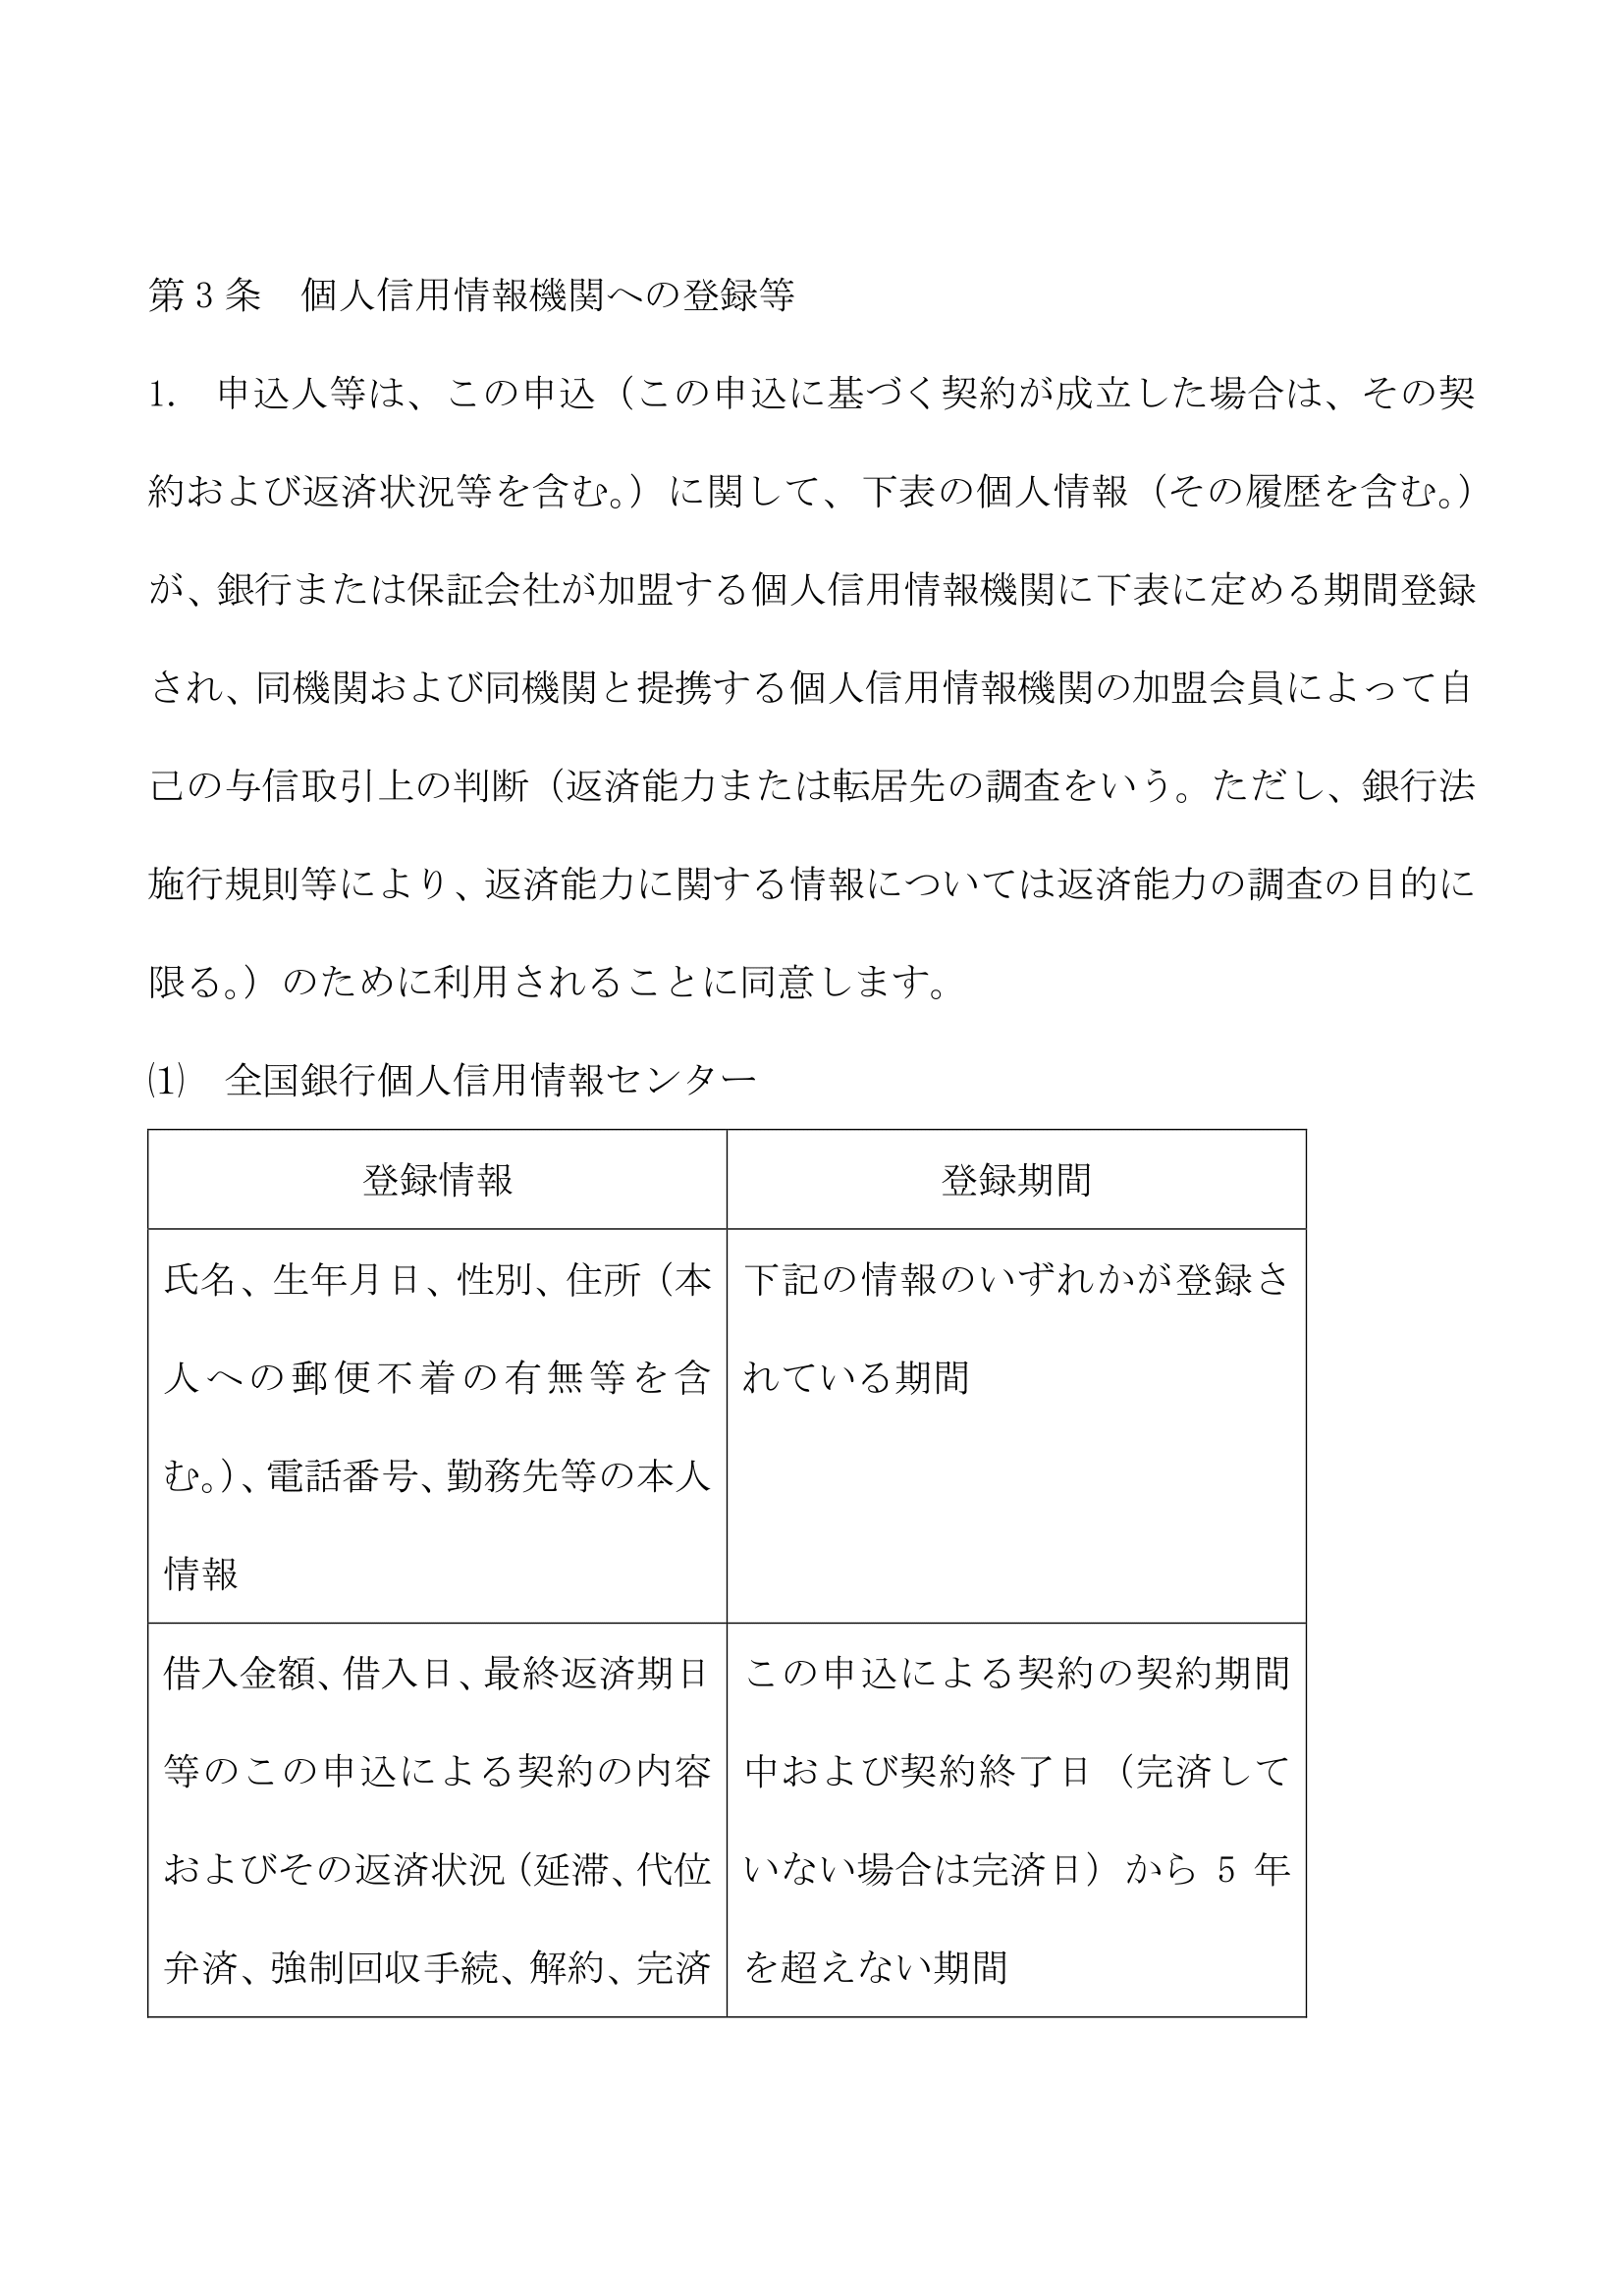 第 3 条　個人信用情報機関への登録等
1.　申込人等は、この申込（この申込に基づく契約が成立した場合は、その契
約および返済状況等を含む。）に関して、下表の個人情報（その履歴を含む。）
が、銀行または保証会社が加盟する個人信用情報機関に下表に定める期間登録
され、同機関および同機関と提携する個人信用情報機関の加盟会員によって自
己の与信取引上の判断（返済能力または転居先の調査をいう。ただし、銀行法
施行規則等により、返済能力に関する情報については返済能力の調査の目的に
限る。）のために利用されることに同意します。
⑴　全国銀行個人信用情報センター
登録情報
登録期間
氏名、生年月日、性別、住所（本
人への郵便不着の有無等を含
む。）、電話番号、勤務先等の本人
情報
下記の情報のいずれかが登録さ
れている期間
借入金額、借入日、最終返済期日
等のこの申込による契約の内容
およびその返済状況（延滞、代位
弁済、強制回収手続、解約、完済
この申込による契約の契約期間
中および契約終了日（完済して
いない場合は完済日）から 5 年
を超えない期間